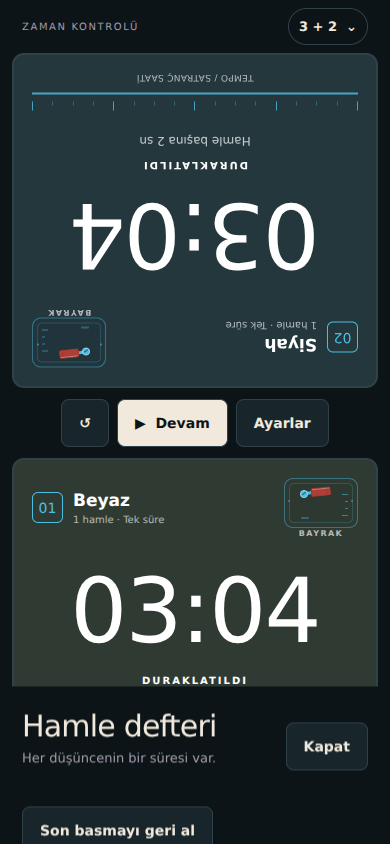 ZAMAN KONTROLÜ
3 + 2
TEMPO / SATRANÇ SAATİ
Hamle başına 2 sn
DURAKLATILDI
03:04
BAYRAK
1 hamle · Tek süre
Siyah
02
↺
▶ Devam
Ayarlar
01
Beyaz
1 hamle · Tek süre
BAYRAK
03:04
DURAKLATILDI
Hamle defteri
Her düşüncenin bir süresi var.
Kapat
Son basmayı geri al